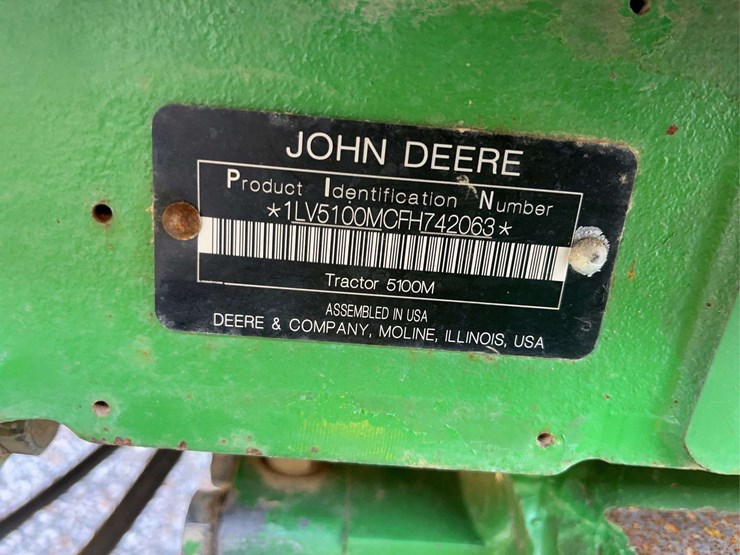 JOHN DEERE
Product Identification Number
*1LV5100MCFH742063*
Tractor 5100M
ASSEMBLED IN USA
DEERE & COMPANY, MOLINE, ILLINOIS, USA